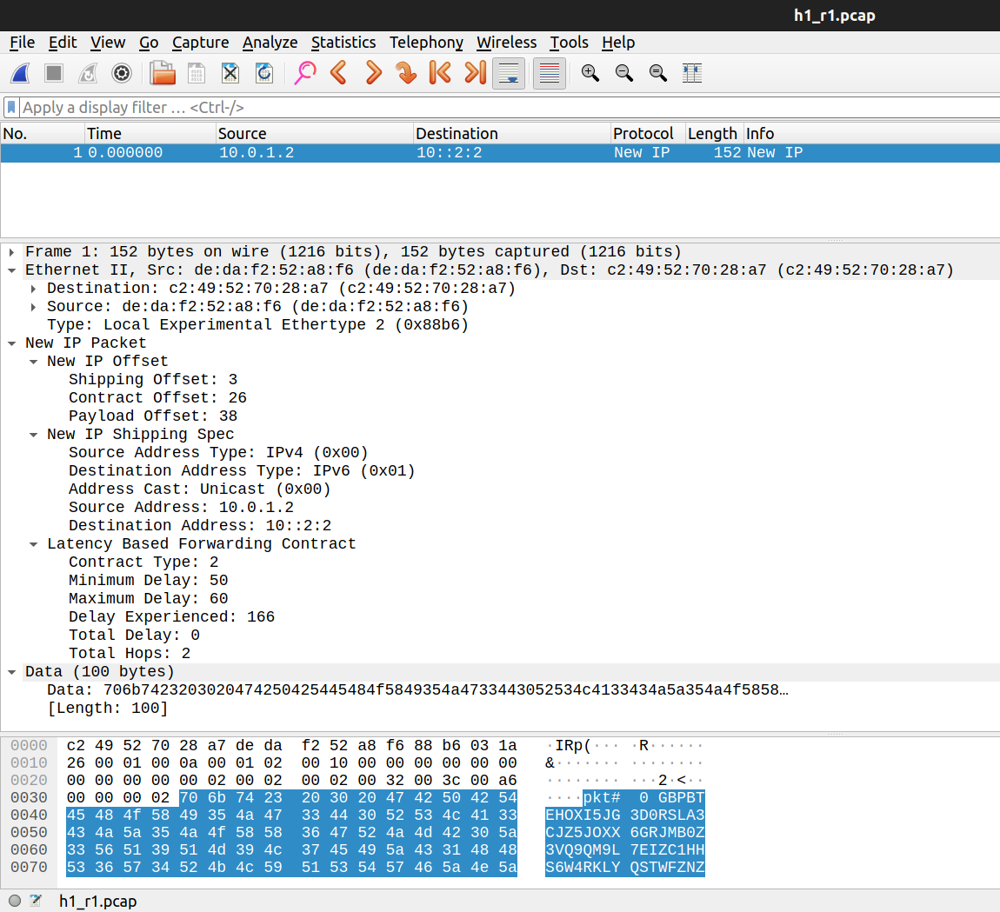 h1_r1.pcap
File Edit View Go Capture Analyze Statistics Telephony Wireless Tools Help
Apply a display filter … <Ctrl-/>
No. Time Source Destination Protocol Length Info
1 0.000000 10.0.1.2 10::2:2 New IP 152 New IP
Frame 1: 152 bytes on wire (1216 bits), 152 bytes captured (1216 bits)
Ethernet II, Src: de:da:f2:52:a8:f6 (de:da:f2:52:a8:f6), Dst: c2:49:52:70:28:a7 (c2:49:52:70:28:a7)
Destination: c2:49:52:70:28:a7 (c2:49:52:70:28:a7)
Source: de:da:f2:52:a8:f6 (de:da:f2:52:a8:f6)
Type: Local Experimental Ethertype 2 (0x88b6)
New IP Packet
New IP Offset
Shipping Offset: 3
Contract Offset: 26
Payload Offset: 38
New IP Shipping Spec
Source Address Type: IPv4 (0x00)
Destination Address Type: IPv6 (0x01)
Address Cast: Unicast (0x00)
Source Address: 10.0.1.2
Destination Address: 10::2:2
Latency Based Forwarding Contract
Contract Type: 2
Minimum Delay: 50
Maximum Delay: 60
Delay Experienced: 166
Total Delay: 0
Total Hops: 2
Data (100 bytes)
Data: 706b7423203020474250425445484f5849354a4733443052534c4133434a5a354a4f5858…
[Length: 100]
0000 c2 49 52 70 28 a7 de da f2 52 a8 f6 88 b6 03 1a ·IRp(··· ·R······
0010 26 00 01 00 0a 00 01 02 00 10 00 00 00 00 00 00 &······· ········
0020 00 00 00 00 00 02 00 02 00 02 00 32 00 3c 00 a6 ········ ···2·<··
0030 00 00 00 02 70 6b 74 23 20 30 20 47 42 50 42 54 ····pkt# 0 GBPBT
0040 45 48 4f 58 49 35 4a 47 33 44 30 52 53 4c 41 33 EHOXI5JG 3D0RSLA3
0050 43 4a 5a 35 4a 4f 58 58 36 47 52 4a 4d 42 30 5a CJZ5JOXX 6GRJMB0Z
0060 33 56 51 39 51 4d 39 4c 37 45 49 5a 43 31 48 48 3VQ9QM9L 7EIZC1HH
0070 53 36 57 34 52 4b 4c 59 51 53 54 57 46 5a 4e 5a S6W4RKLY QSTWFZNZ
h1_r1.pcap